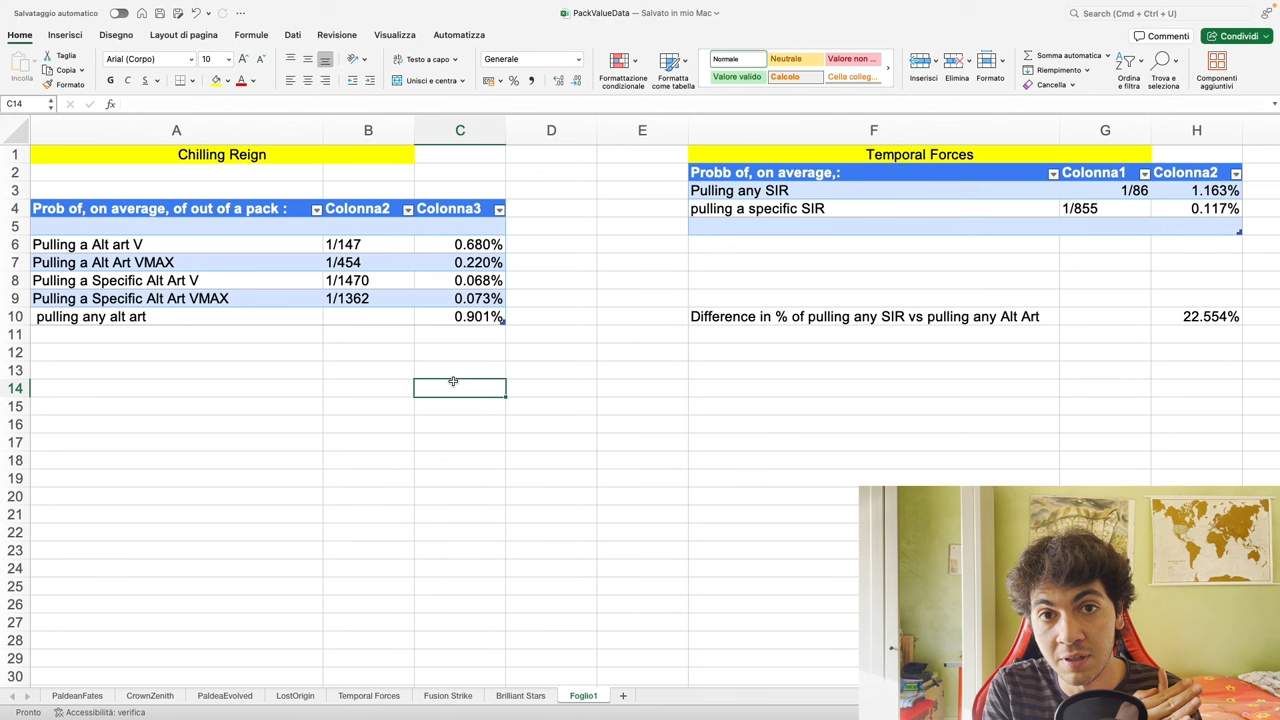 Salvataggio automatico
PackValueData — Salvato in mio Mac
Search (Cmd + Ctrl + U)
Home Inserisci Disegno Layout di pagina Formule Dati Revisione Visualizza Automatizza
Commenti Condividi
Incolla
Taglia
Copia
Formato
Arial (Corpo) 10
G C S A
Testo a capo
Unisci e centra
Generale
Formattazione condizionale
Formatta come tabella
Normale Neutrale Valore non ...
Valore valido Calcolo Cella colleg...
Inserisci Elimina Formato
Somma automatica
Riempimento
Cancella
Ordina e filtra
Trova e seleziona
Componenti aggiuntivi
C14 fx
A B C D E F G H
1 Chilling Reign Temporal Forces
2 Probb of, on average,: Colonna1 Colonna2
3 Pulling any SIR 1/86 1.163%
4 Prob of, on average, of out of a pack : Colonna2 Colonna3 pulling a specific SIR 1/855 0.117%
5
6 Pulling a Alt art V 1/147 0.680%
7 Pulling a Alt Art VMAX 1/454 0.220%
8 Pulling a Specific Alt Art V 1/1470 0.068%
9 Pulling a Specific Alt Art VMAX 1/1362 0.073%
10 pulling any alt art 0.901% Difference in % of pulling any SIR vs pulling any Alt Art 22.554%
11
12
13
14
15
16
17
18
19
20
21
22
23
24
25
26
27
28
29
30
PaldeanFates CrownZenith PaldeaEvolved LostOrigin Temporal Forces Fusion Strike Brilliant Stars Foglio1
Pronto Accessibilità: verifica